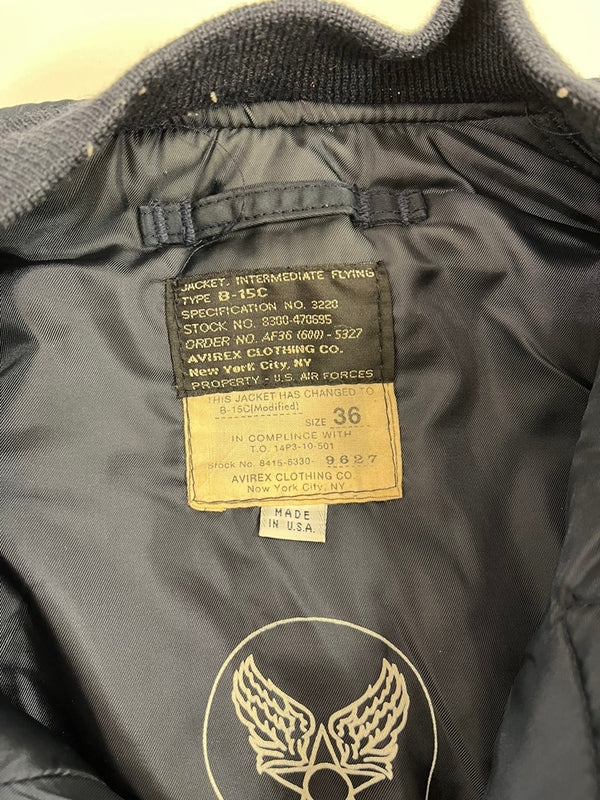 JACKET, INTERMEDIATE FLYING
TYPE B-15C
SPECIFICATION NO. 3220
STOCK NO. 8300-470695
ORDER NO. AF36 (600) - 5327
AVIREX CLOTHING CO.
New York City, NY
PROPERTY - U.S. AIR FORCES
THIS JACKET HAS CHANGED TO
B-15C(Modified)
SIZE 36
IN COMPLINCE WITH
T.O. 14P3-10-501
Stock No. 8415-6330- 9627
AVIREX CLOTHING CO.
New York City, NY
MADE
IN U.S.A.